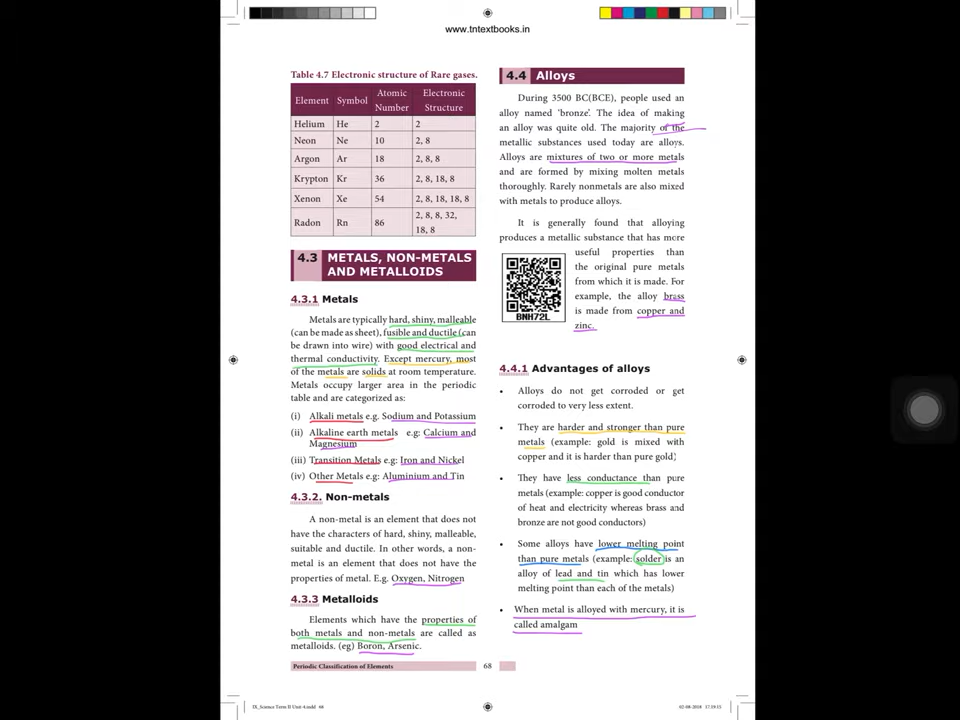 www.tntextbooks.in
Table 4.7 Electronic structure of Rare gases.
Element Symbol Atomic Number Electronic Structure
Helium He 2 2
Neon Ne 10 2, 8
Argon Ar 18 2, 8, 8
Krypton Kr 36 2, 8, 18, 8
Xenon Xe 54 2, 8, 18, 18, 8
Radon Rn 86 2, 8, 8, 32,
18, 8
4.3 METALS, NON-METALS
AND METALLOIDS
4.3.1 Metals
Metals are typically hard, shiny, malleable
(can be made as sheet), fusible and ductile (can
be drawn into wire) with good electrical and
thermal conductivity. Except mercury, most
of the metals are solids at room temperature.
Metals occupy larger area in the periodic
table and are categorized as:
(i) Alkali metals e.g. Sodium and Potassium
(ii) Alkaline earth metals e.g: Calcium and
Magnesium
(iii) Transition Metals e.g: Iron and Nickel
(iv) Other Metals e.g: Aluminium and Tin
4.3.2. Non-metals
A non-metal is an element that does not
have the characters of hard, shiny, malleable,
suitable and ductile. In other words, a non-
metal is an element that does not have the
properties of metal. E.g. Oxygen, Nitrogen
4.3.3 Metalloids
Elements which have the properties of
both metals and non-metals are called as
metalloids. (eg) Boron, Arsenic.
4.4 Alloys
During 3500 BC(BCE), people used an
alloy named 'bronze'. The idea of making
an alloy was quite old. The majority of the
metallic substances used today are alloys.
Alloys are mixtures of two or more metals
and are formed by mixing molten metals
thoroughly. Rarely nonmetals are also mixed
with metals to produce alloys.
It is generally found that alloying
produces a metallic substance that has more
useful properties than
the original pure metals
from which it is made. For
example, the alloy brass
is made from copper and
zinc.
BNH72L
4.4.1 Advantages of alloys
• Alloys do not get corroded or get
corroded to very less extent.
• They are harder and stronger than pure
metals (example: gold is mixed with
copper and it is harder than pure gold)
• They have less conductance than pure
metals (example: copper is good conductor
of heat and electricity whereas brass and
bronze are not good conductors)
• Some alloys have lower melting point
than pure metals (example: solder is an
alloy of lead and tin which has lower
melting point than each of the metals)
• When metal is alloyed with mercury, it is
called amalgam
Periodic Classification of Elements 68
IX_Science Term II Unit-4.indd 68 02-08-2018 17:19:13